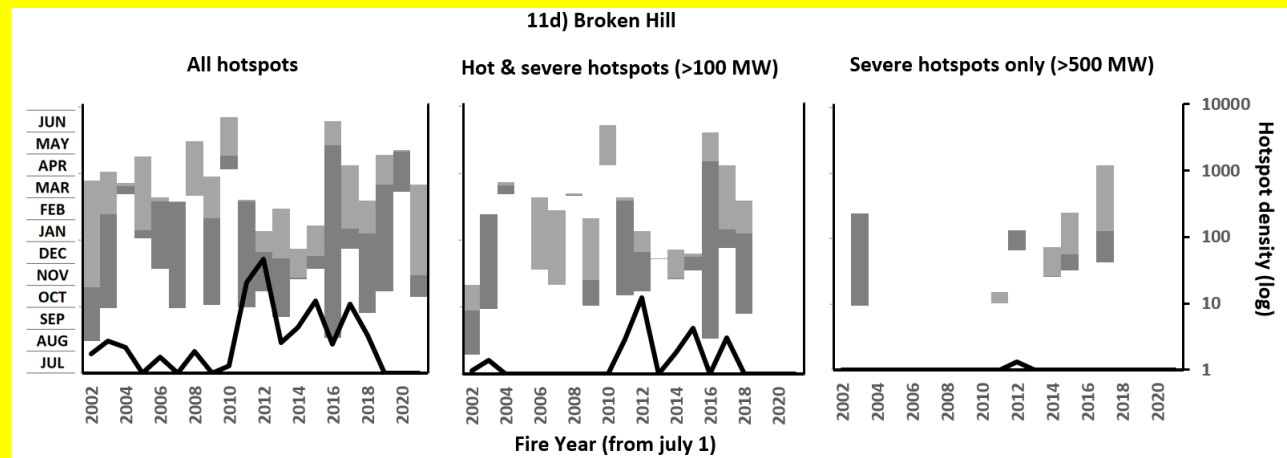 11d) Broken Hill
All hotspots
Hot & severe hotspots (>100 MW)
Severe hotspots only (>500 MW)
JUN
MAY
APR
MAR
FEB
JAN
DEC
NOV
OCT
SEP
AUG
JUL
2002
2004
2006
2008
2010
2012
2014
2016
2018
2020
2002
2004
2006
2008
2010
2012
2014
2016
2018
2020
2002
2004
2006
2008
2010
2012
2014
2016
2018
2020
10000
1000
100
10
1
Hotspot density (log)
Fire Year (from july 1)